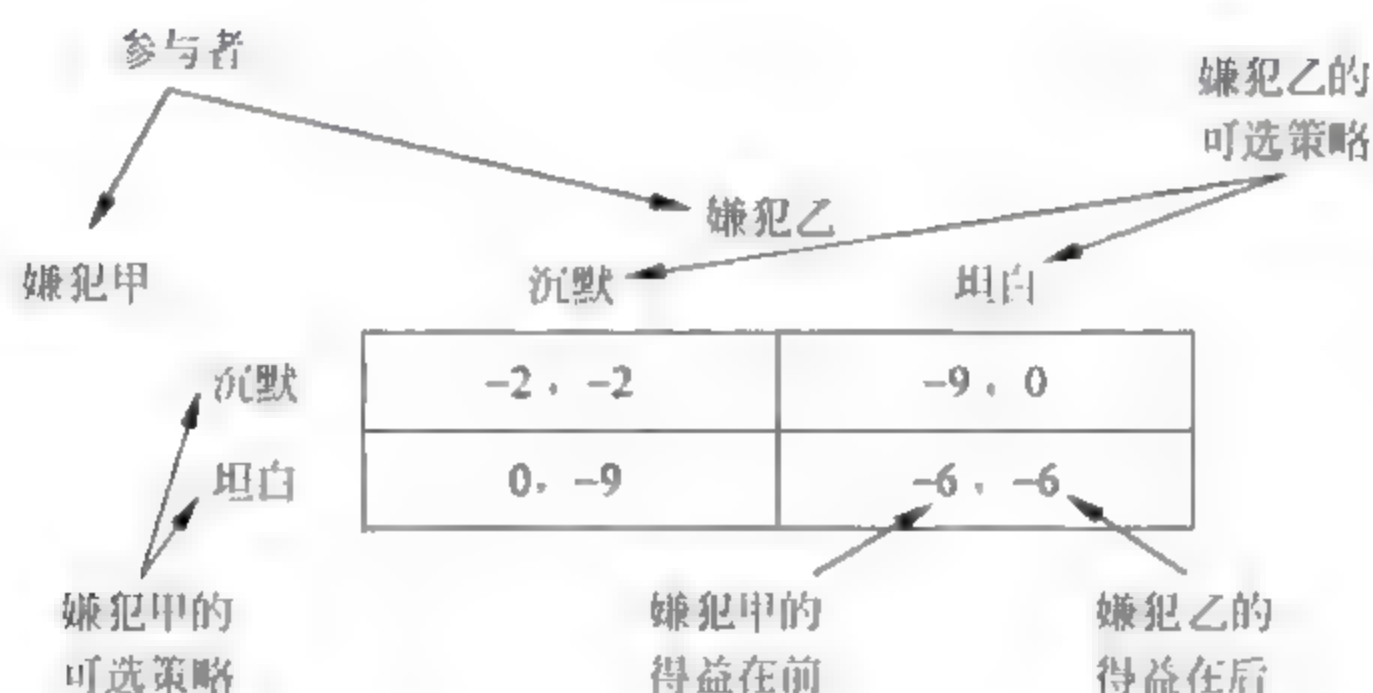 参与者
嫌犯乙的
可选策略
嫌犯乙
嫌犯甲
沉默 坦白
沉默 -2，-2 -9，0
坦白 0，-9 -6，-6
嫌犯甲的
可选策略
嫌犯甲的
得益在前
嫌犯乙的
得益在后